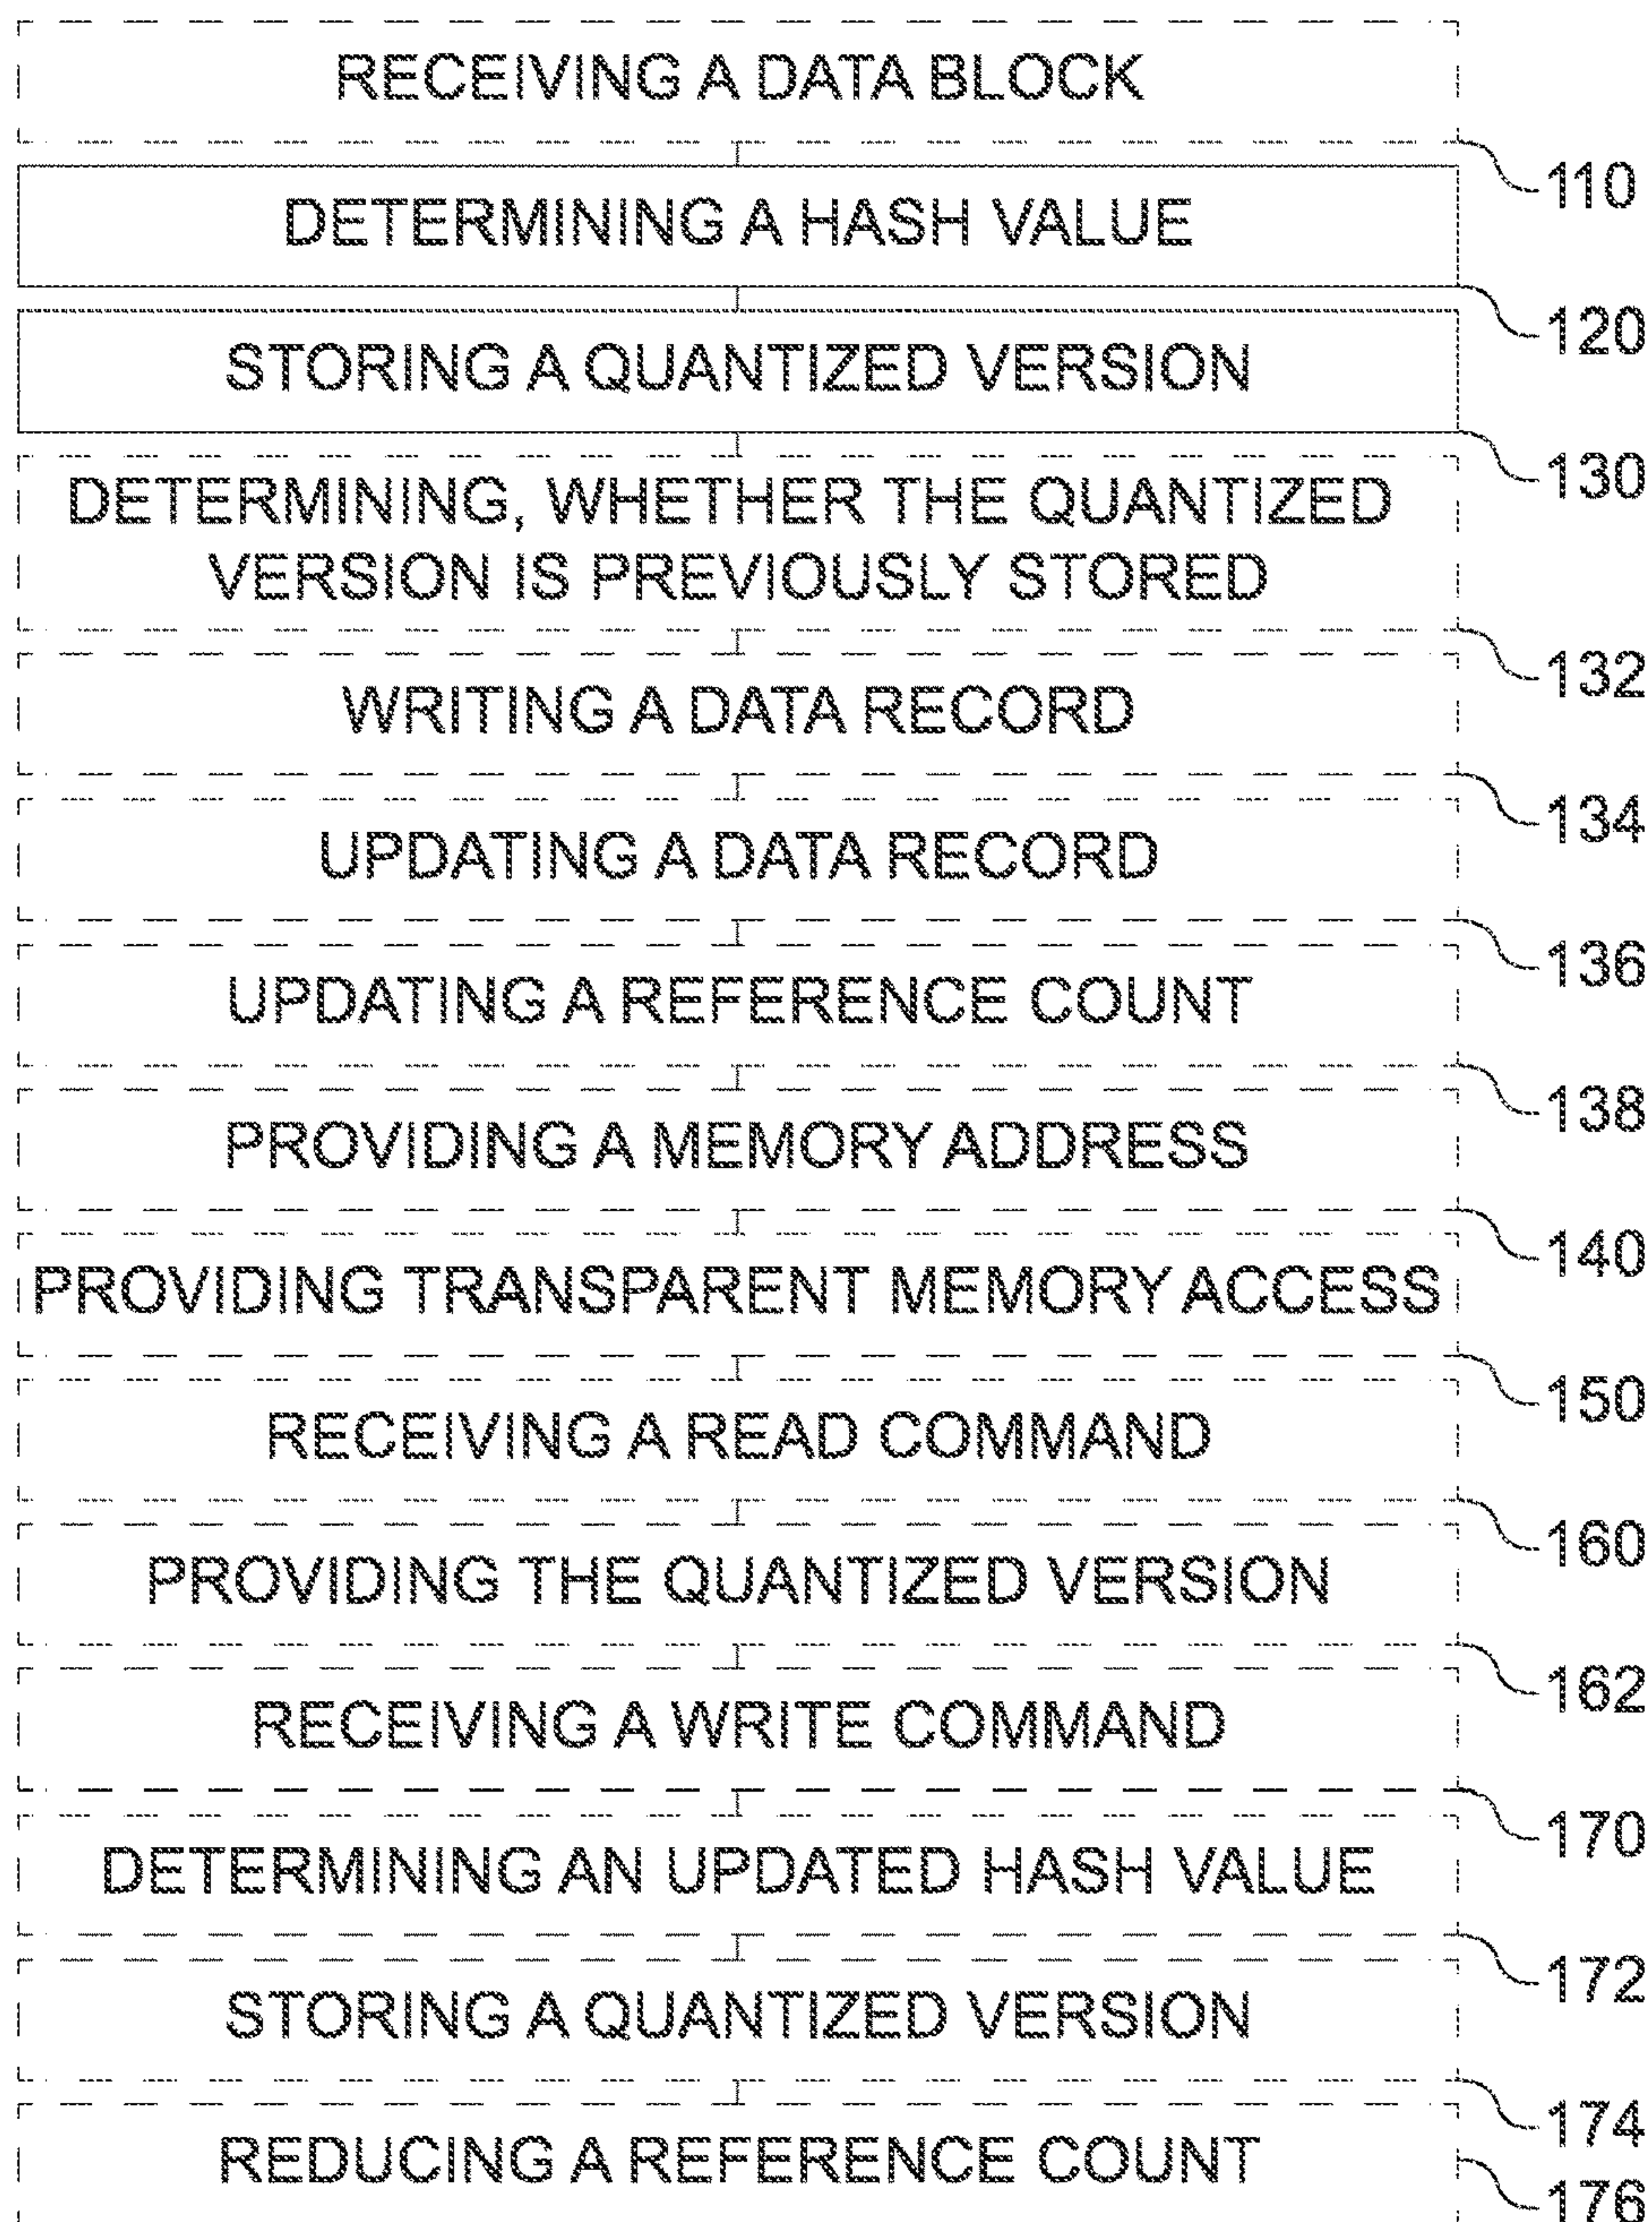 RECEIVING A DATA BLOCK
110
DETERMINING A HASH VALUE
120
STORING A QUANTIZED VERSION
130
DETERMINING, WHETHER THE QUANTIZED
VERSION IS PREVIOUSLY STORED
132
WRITING A DATA RECORD
134
UPDATING A DATA RECORD
136
UPDATING A REFERENCE COUNT
138
PROVIDING A MEMORY ADDRESS
140
PROVIDING TRANSPARENT MEMORY ACCESS
150
RECEIVING A READ COMMAND
160
PROVIDING THE QUANTIZED VERSION
162
RECEIVING A WRITE COMMAND
170
DETERMINING AN UPDATED HASH VALUE
172
STORING A QUANTIZED VERSION
174
REDUCING A REFERENCE COUNT
176